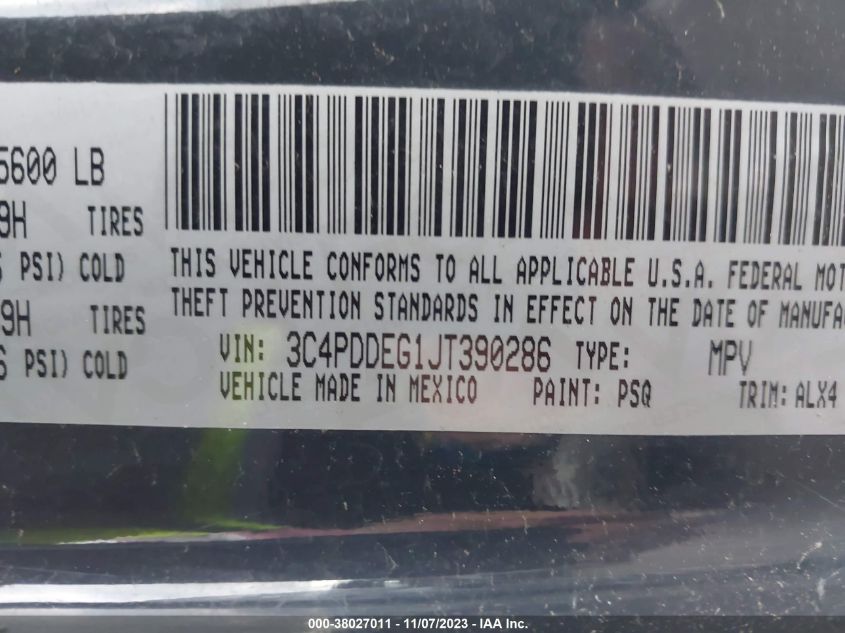 5600 LB
9H TIRES
PSI) COLD
9H TIRES
PSI) COLD
THIS VEHICLE CONFORMS TO ALL APPLICABLE U.S.A. FEDERAL MOT
THEFT PREVENTION STANDARDS IN EFFECT ON THE DATE OF MANUFA
VIN: 3C4PDDEG1JT390286 TYPE: MPV
VEHICLE MADE IN MEXICO PAINT: PSQ TRIM: ALX4
000-38027011 - 11/07/2023 - IAA Inc.